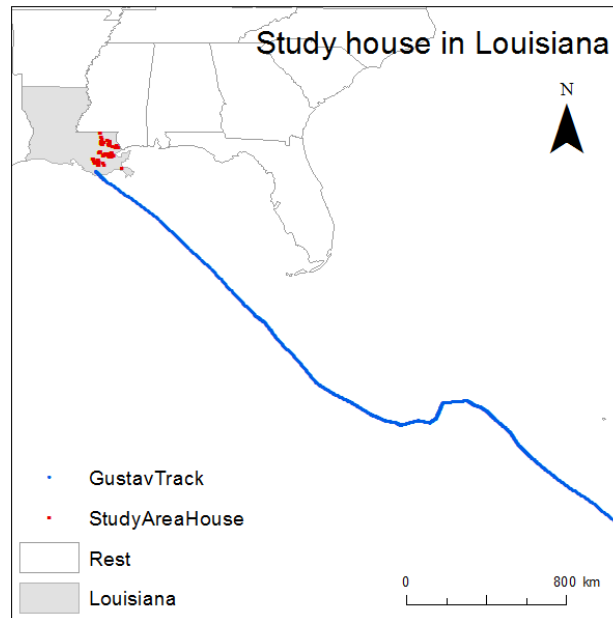 Study house in Louisiana
N
GustavTrack
StudyAreaHouse
Rest
Louisiana
0 800 km